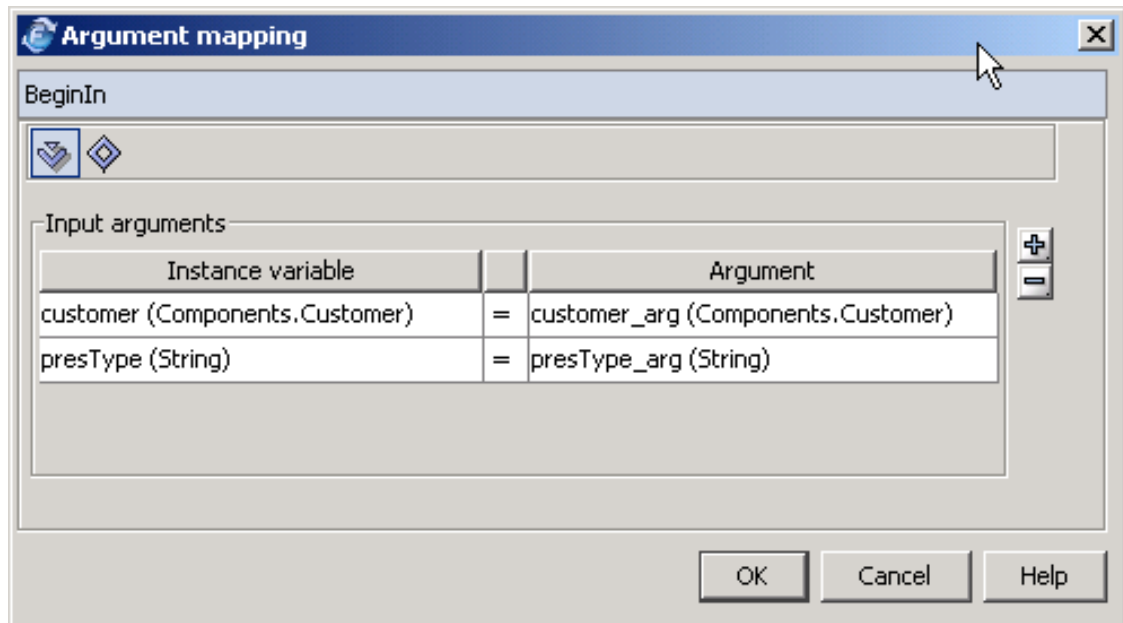 Argument mapping
BeginIn
Input arguments
Instance variable Argument
customer (Components.Customer) = customer_arg (Components.Customer)
presType (String) = presType_arg (String)
OK Cancel Help